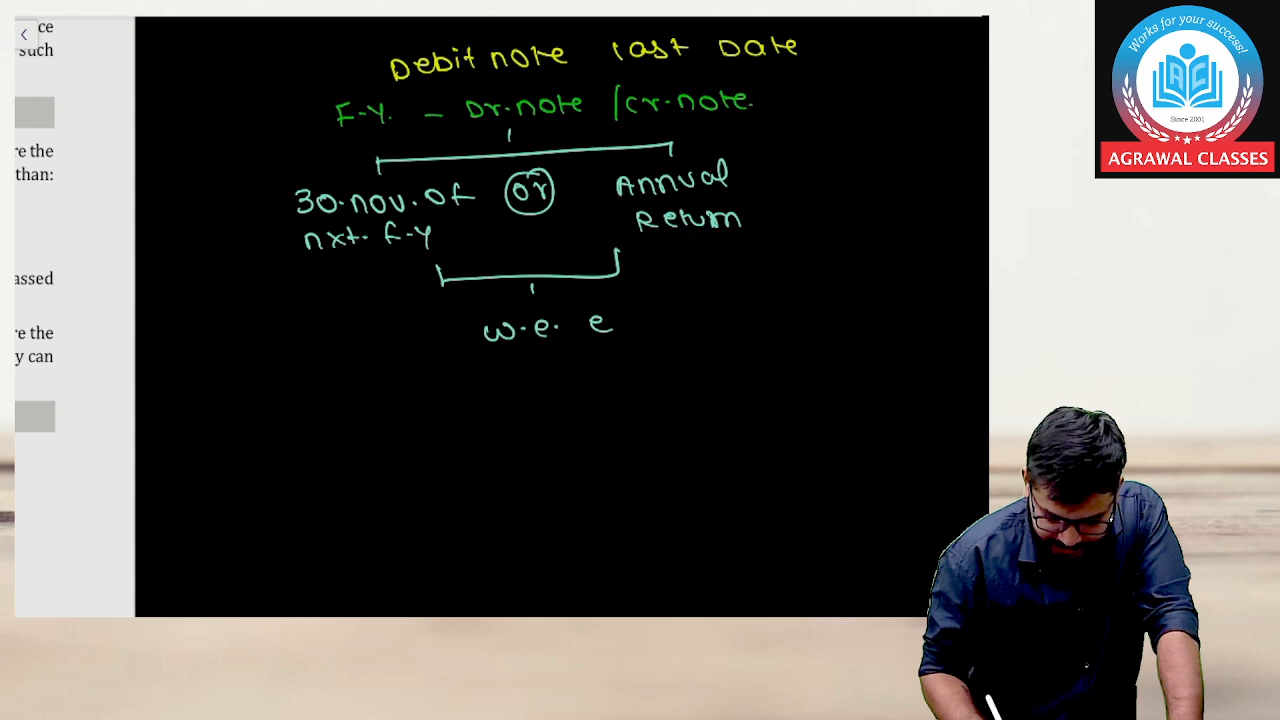 ce
such
re the
than:
assed
re the
y can
Debit note last Date
F.Y. - Dr.note / cr.note.
30.nov.of or Annual
nxt. f-y Return
w.e. e
Works for your success!
AC
Since 2001
AGRAWAL CLASSES